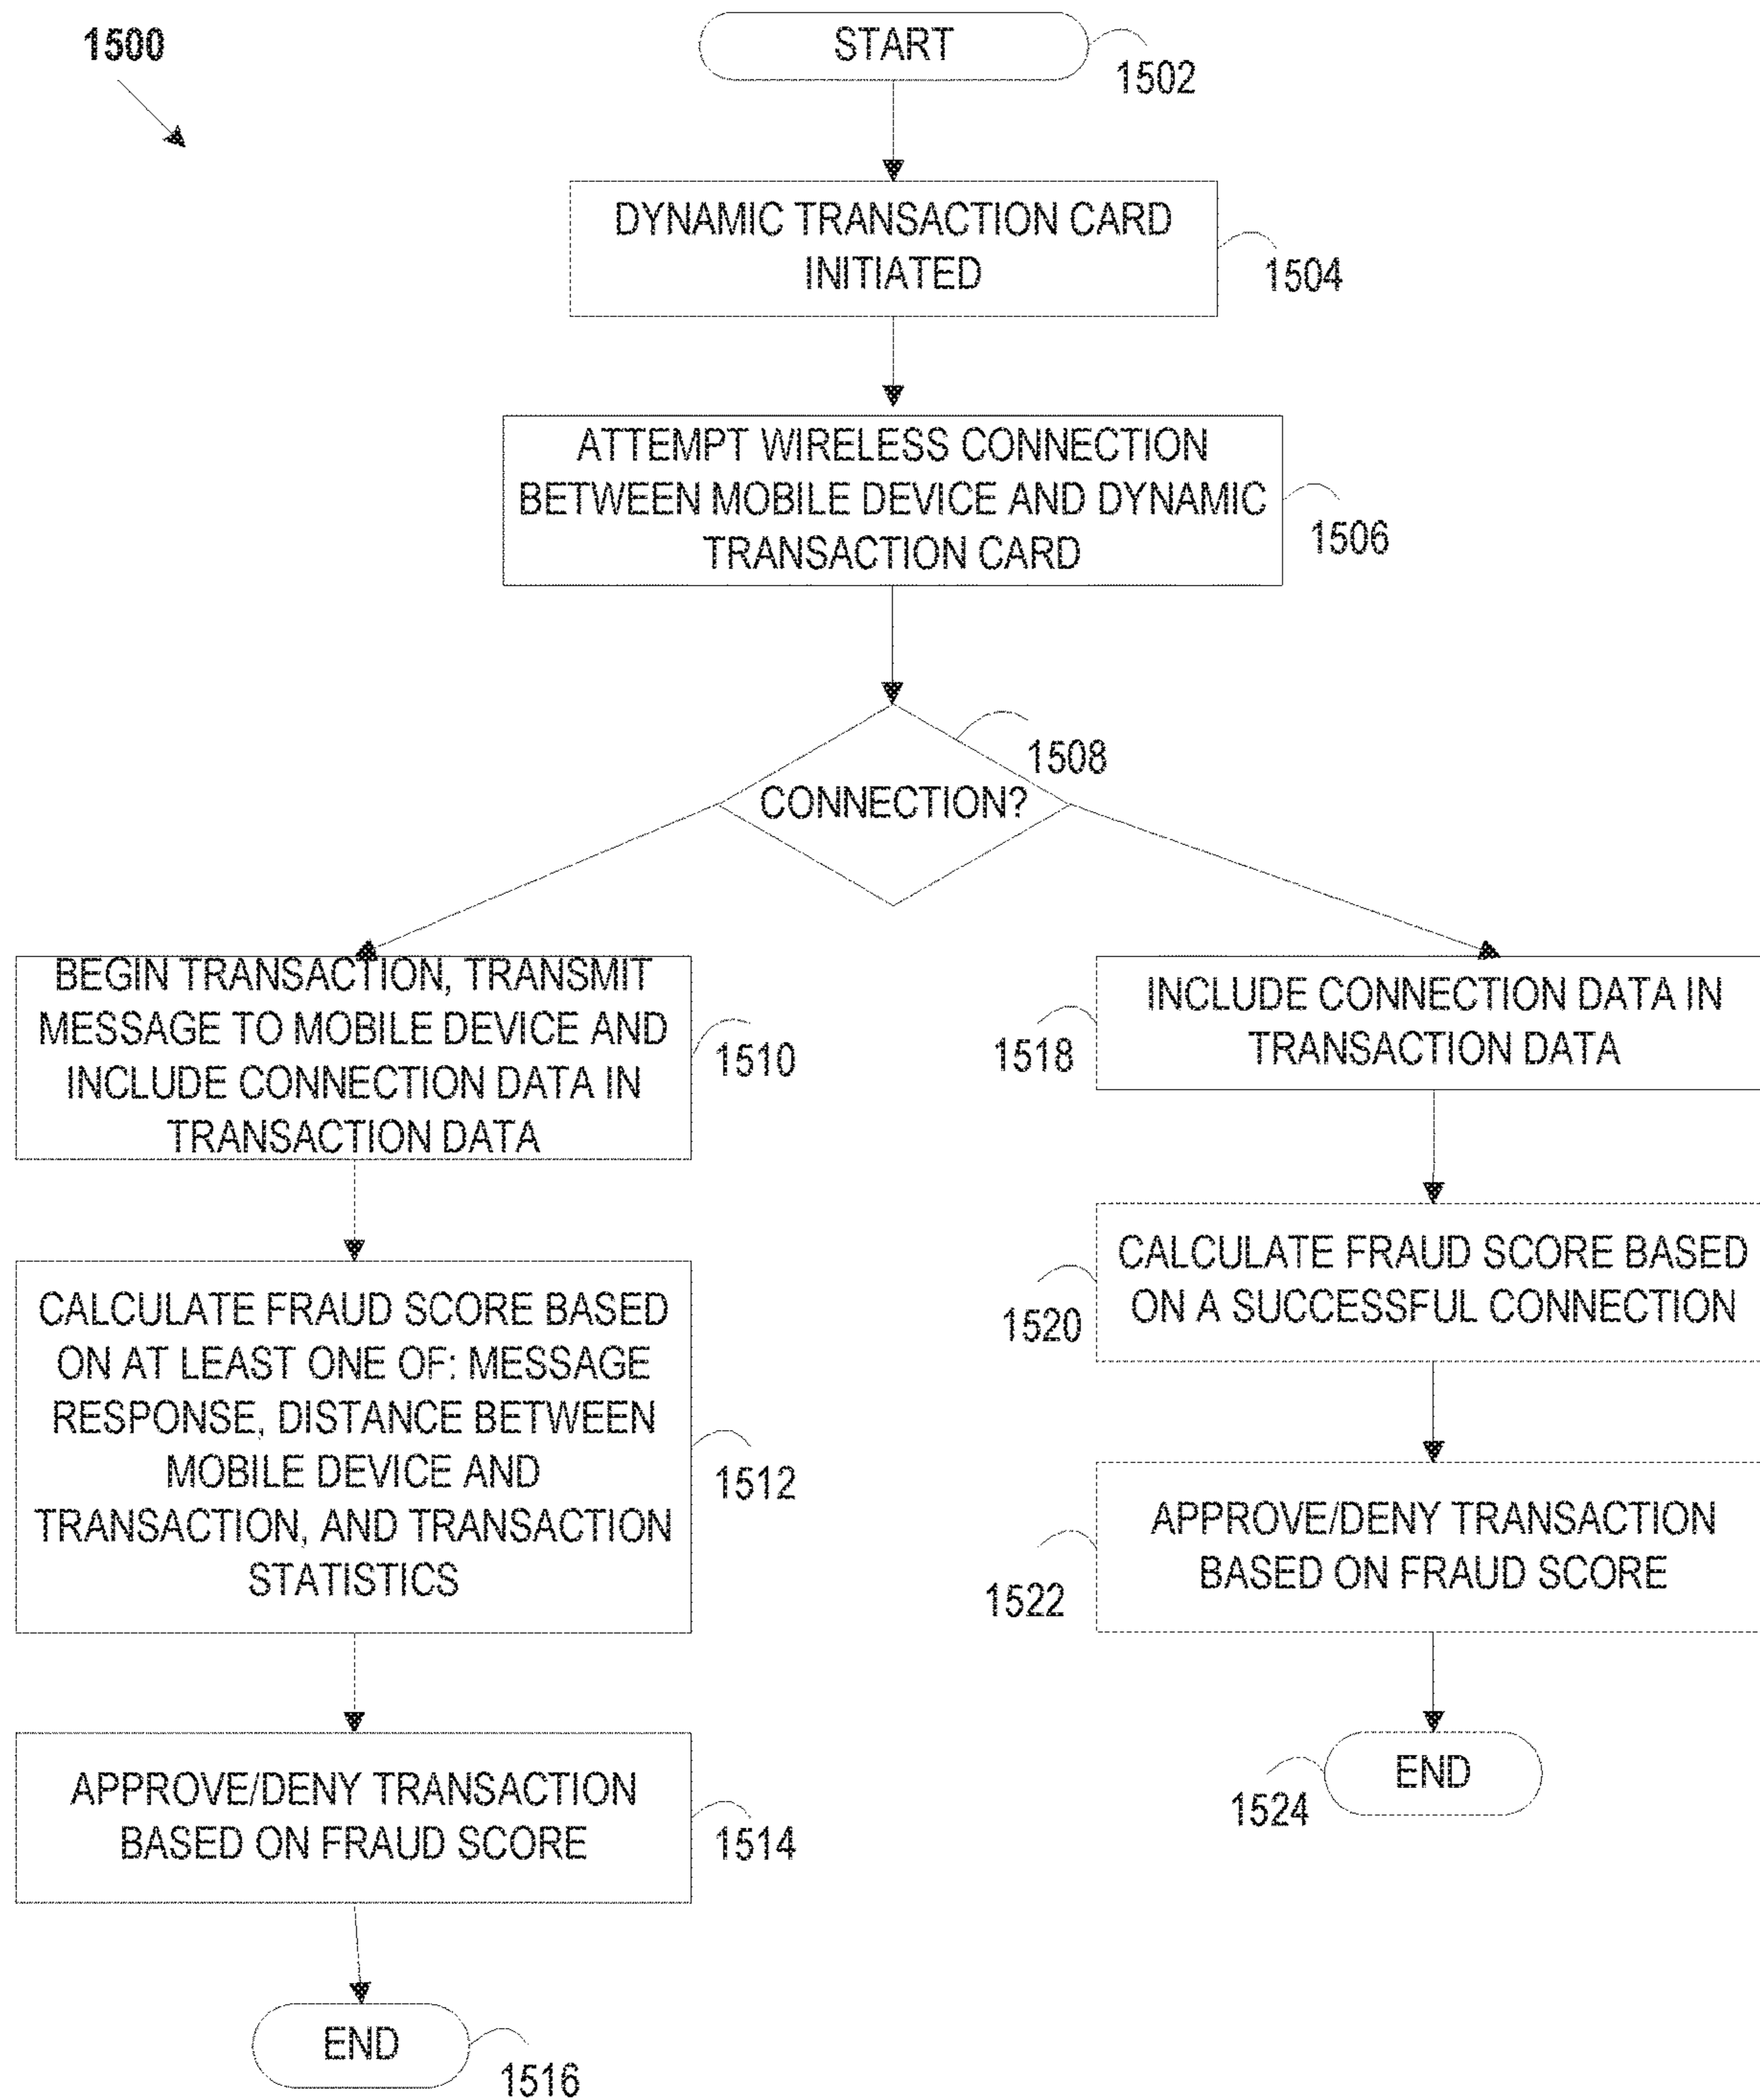 1500
START
1502
DYNAMIC TRANSACTION CARD
INITIATED
1504
ATTEMPT WIRELESS CONNECTION
BETWEEN MOBILE DEVICE AND DYNAMIC
TRANSACTION CARD
1506
1508
CONNECTION?
BEGIN TRANSACTION, TRANSMIT
MESSAGE TO MOBILE DEVICE AND
INCLUDE CONNECTION DATA IN
TRANSACTION DATA
1510
CALCULATE FRAUD SCORE BASED
ON AT LEAST ONE OF: MESSAGE
RESPONSE, DISTANCE BETWEEN
MOBILE DEVICE AND
TRANSACTION, AND TRANSACTION
STATISTICS
1512
APPROVE/DENY TRANSACTION
BASED ON FRAUD SCORE
1514
END
1516
INCLUDE CONNECTION DATA IN
TRANSACTION DATA
1518
CALCULATE FRAUD SCORE BASED
ON A SUCCESSFUL CONNECTION
1520
APPROVE/DENY TRANSACTION
BASED ON FRAUD SCORE
1522
END
1524